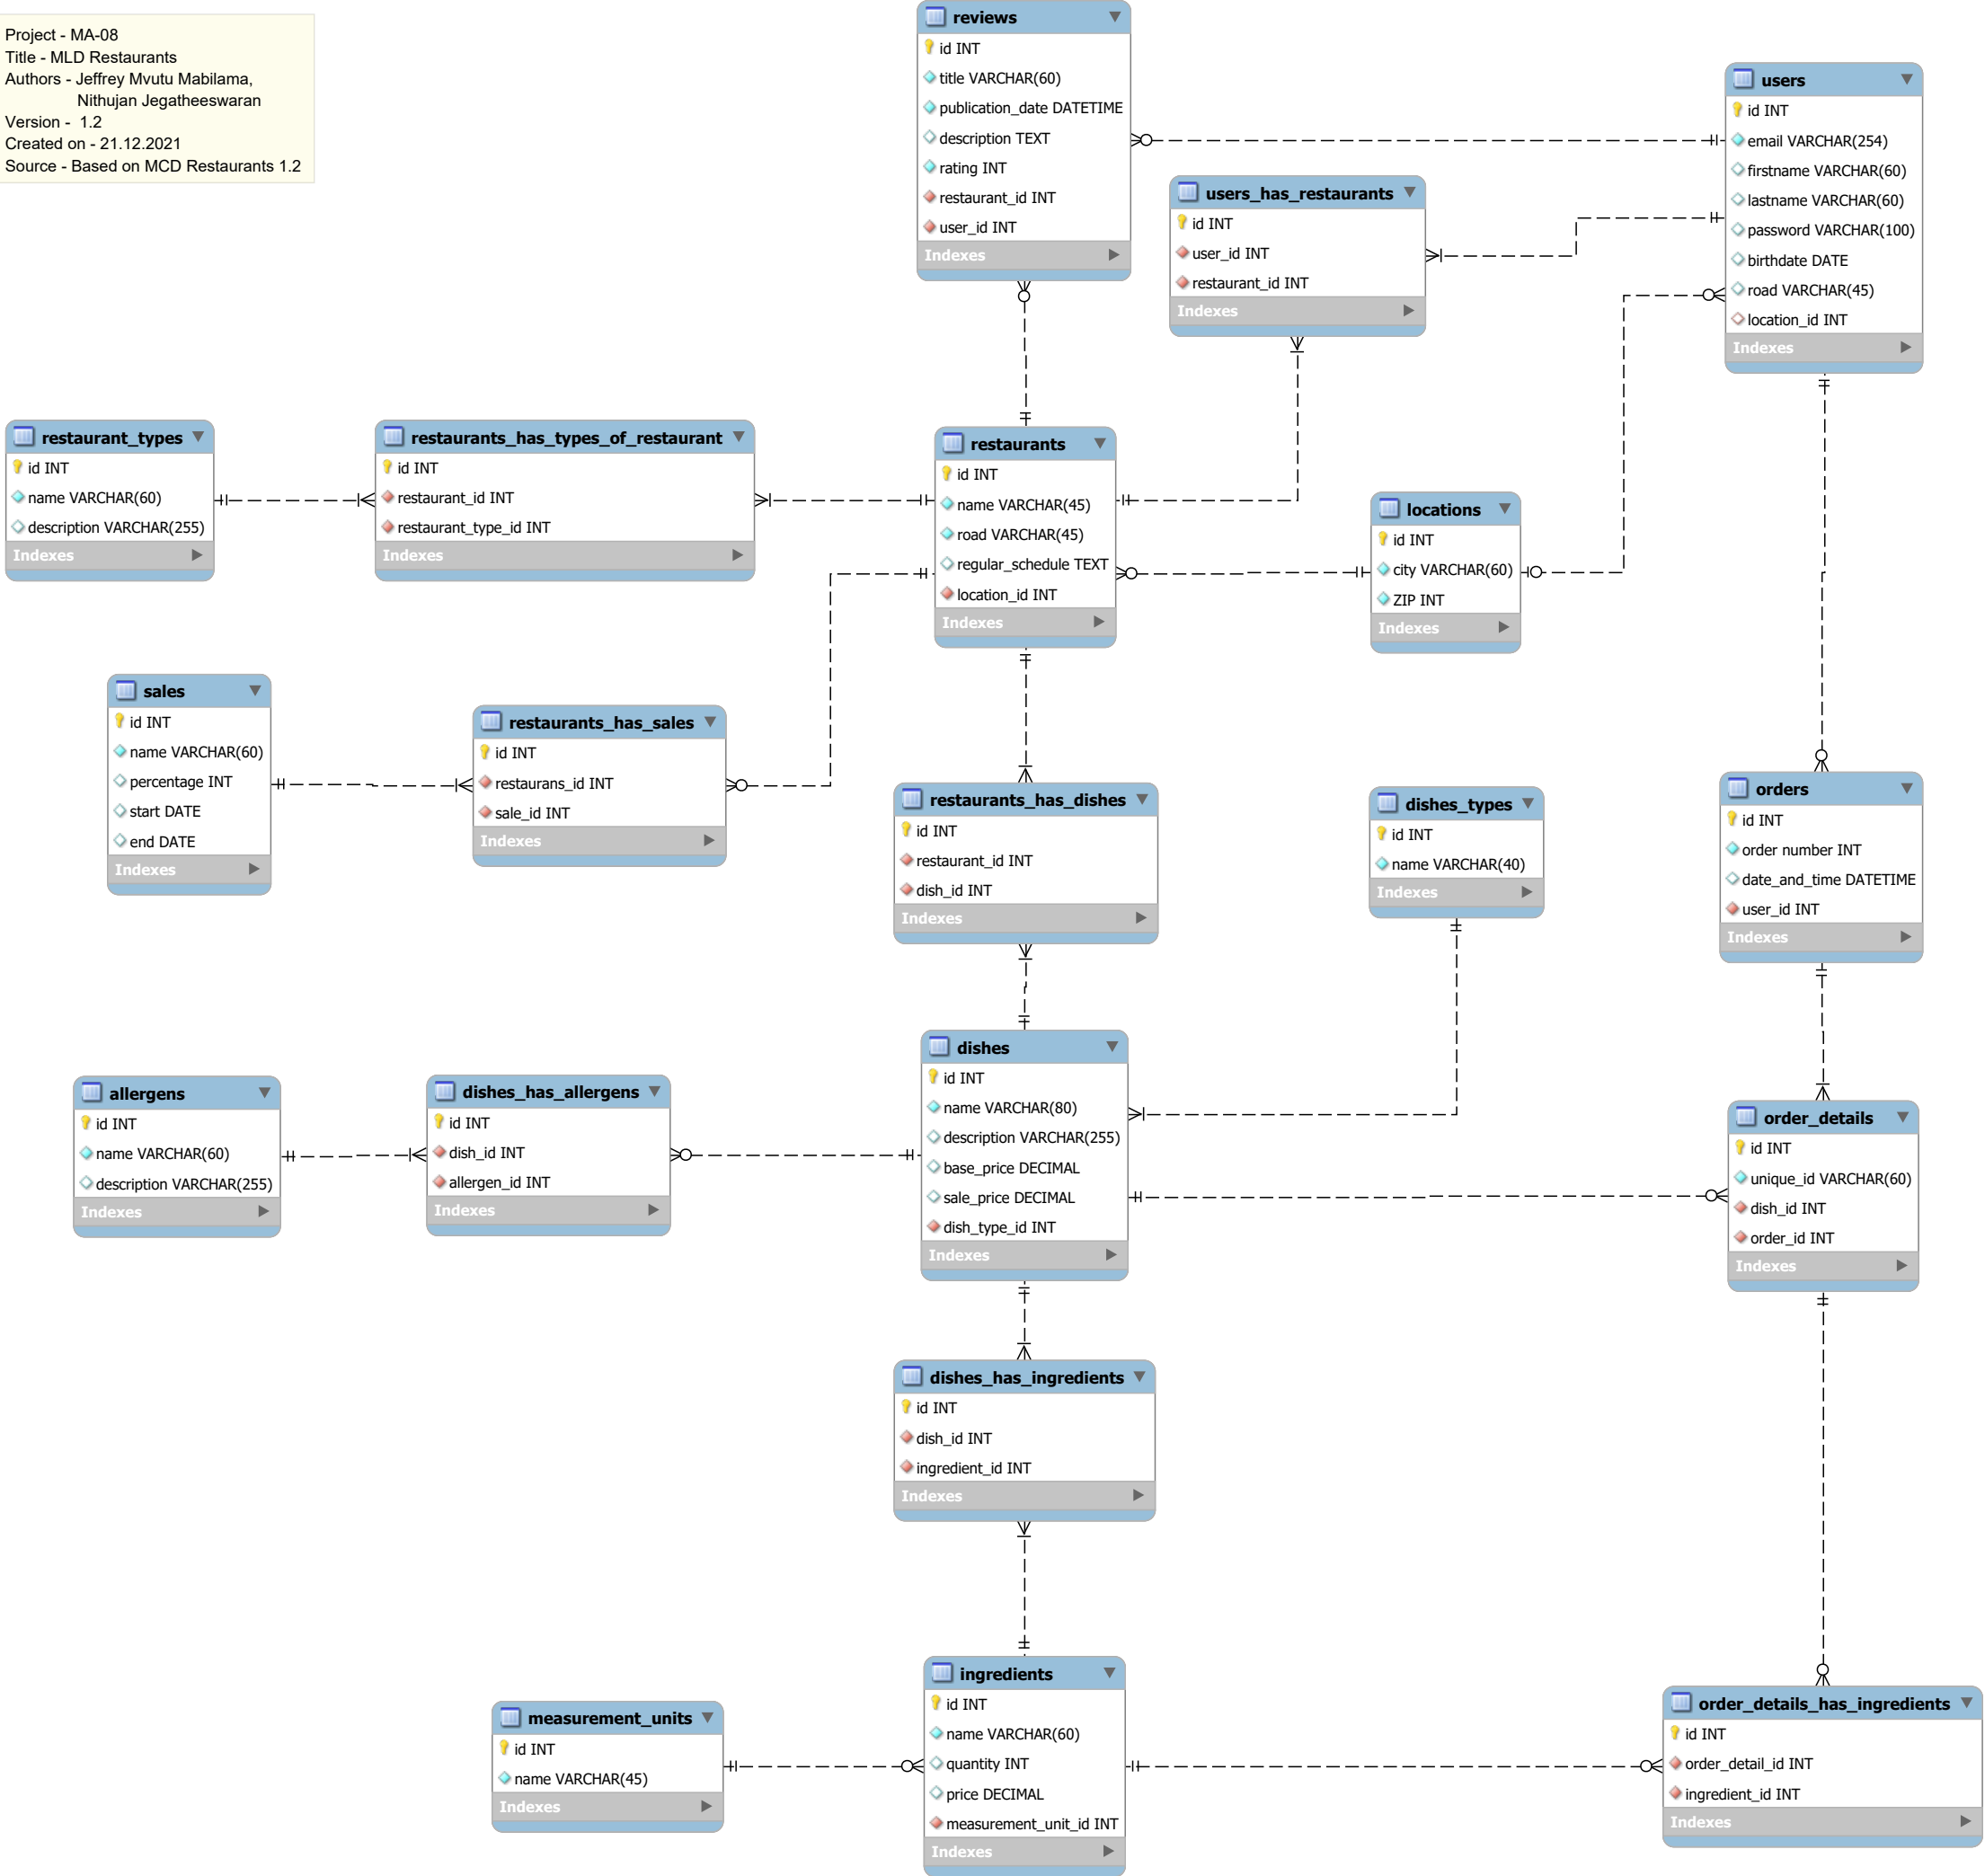 Project - MA-08
Title - MLD Restaurants
Authors - Jeffrey Mvutu Mabilama,
Nithujan Jegatheeswaran
Version -  1.2
Created on - 21.12.2021
Source - Based on MCD Restaurants 1.2
reviews
id INT
title VARCHAR(60)
publication_date DATETIME
description TEXT
rating INT
restaurant_id INT
user_id INT
Indexes
users
id INT
email VARCHAR(254)
firstname VARCHAR(60)
lastname VARCHAR(60)
password VARCHAR(100)
birthdate DATE
road VARCHAR(45)
location_id INT
Indexes
users_has_restaurants
id INT
user_id INT
restaurant_id INT
Indexes
restaurant_types
id INT
name VARCHAR(60)
description VARCHAR(255)
Indexes
restaurants_has_types_of_restaurant
id INT
restaurant_id INT
restaurant_type_id INT
Indexes
restaurants
id INT
name VARCHAR(45)
road VARCHAR(45)
regular_schedule TEXT
location_id INT
Indexes
locations
id INT
city VARCHAR(60)
ZIP INT
Indexes
sales
id INT
name VARCHAR(60)
percentage INT
start DATE
end DATE
Indexes
restaurants_has_sales
id INT
restaurans_id INT
sale_id INT
Indexes
restaurants_has_dishes
id INT
restaurant_id INT
dish_id INT
Indexes
dishes_types
id INT
name VARCHAR(40)
Indexes
orders
id INT
order number INT
date_and_time DATETIME
user_id INT
Indexes
allergens
id INT
name VARCHAR(60)
description VARCHAR(255)
Indexes
dishes_has_allergens
id INT
dish_id INT
allergen_id INT
Indexes
dishes
id INT
name VARCHAR(80)
description VARCHAR(255)
base_price DECIMAL
sale_price DECIMAL
dish_type_id INT
Indexes
order_details
id INT
unique_id VARCHAR(60)
dish_id INT
order_id INT
Indexes
dishes_has_ingredients
id INT
dish_id INT
ingredient_id INT
Indexes
measurement_units
id INT
name VARCHAR(45)
Indexes
ingredients
id INT
name VARCHAR(60)
quantity INT
price DECIMAL
measurement_unit_id INT
Indexes
order_details_has_ingredients
id INT
order_detail_id INT
ingredient_id INT
Indexes